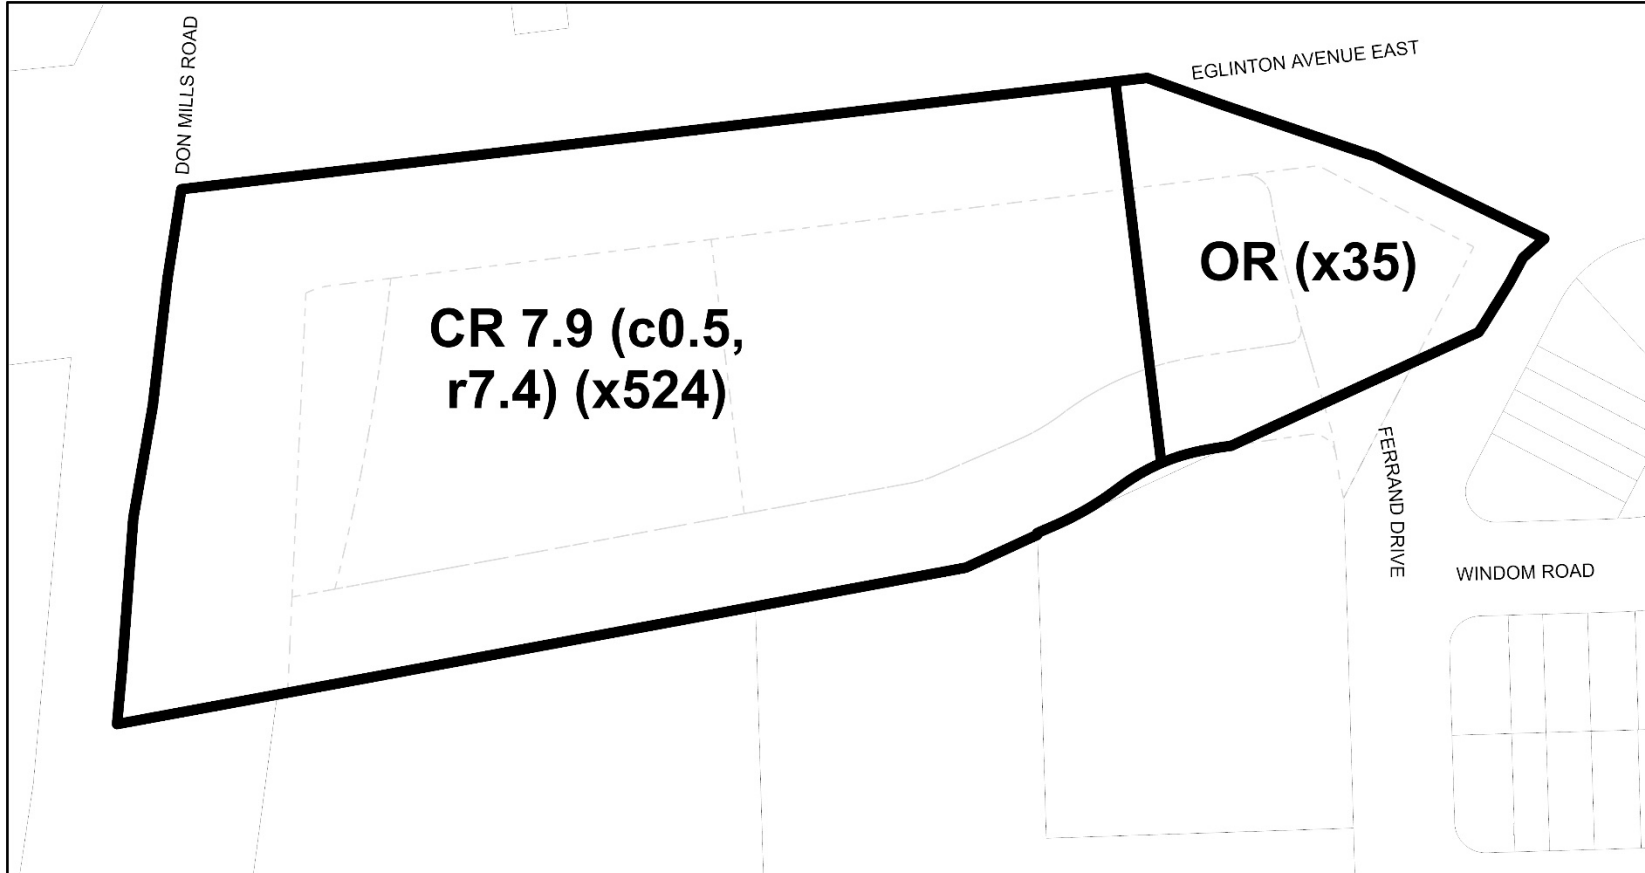 DON MILLS ROAD
EGLINTON AVENUE EAST
OR (x35)
CR 7.9 (c0.5,
r7.4) (x524)
FERRAND DRIVE
WINDOM ROAD